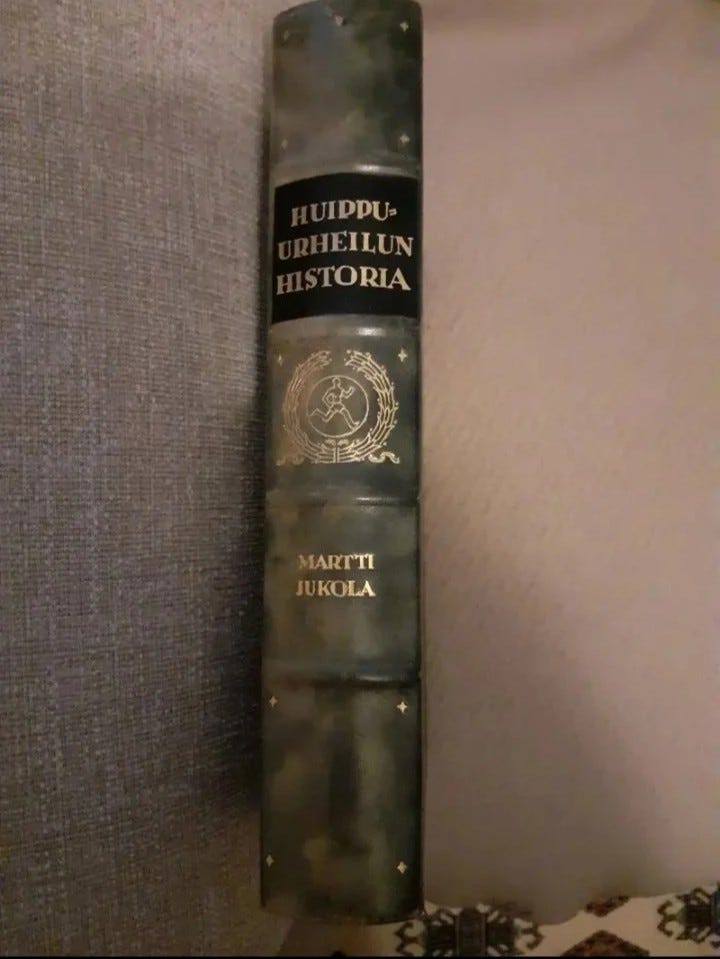 HUIPPU=
URHEILUN
HISTORIA
MARTTI
JUKOLA